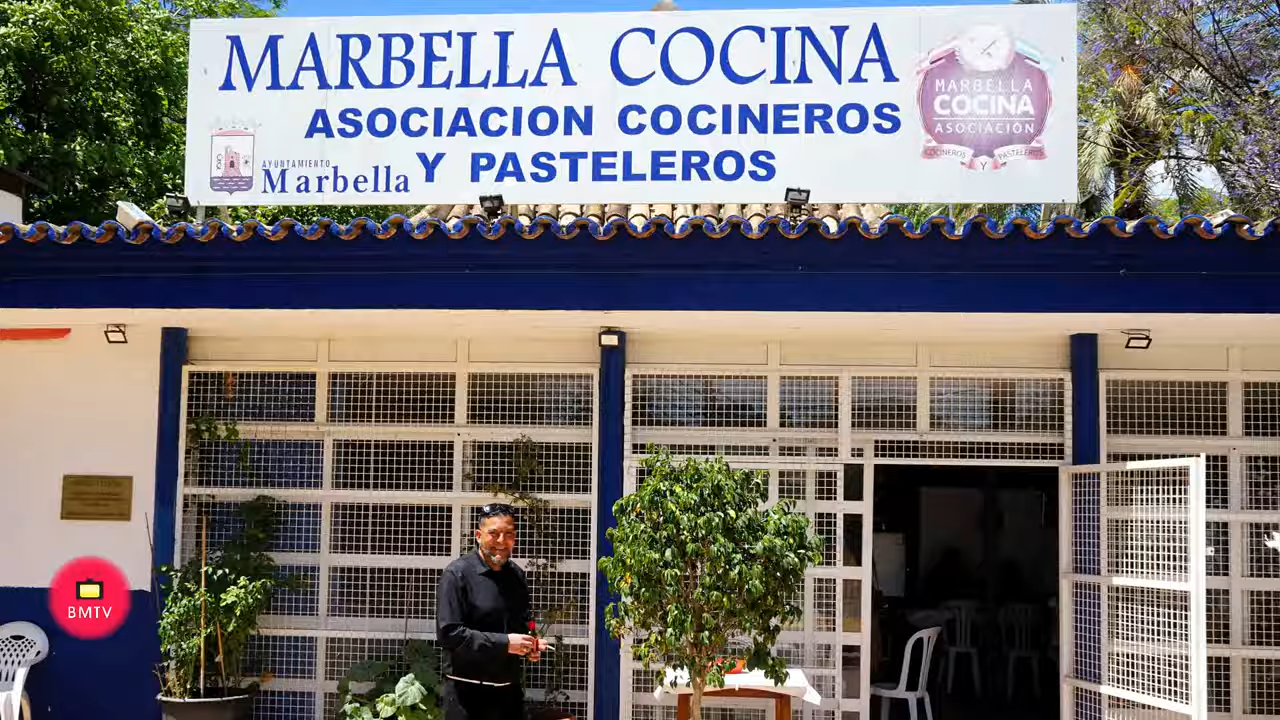 MARBELLA COCINA
ASOCIACION COCINEROS
Y PASTELEROS
AYUNTAMIENTO
Marbella
MARBELLA
COCINA
ASOCIACIÓN
COCINEROS Y PASTELEROS
BMTV